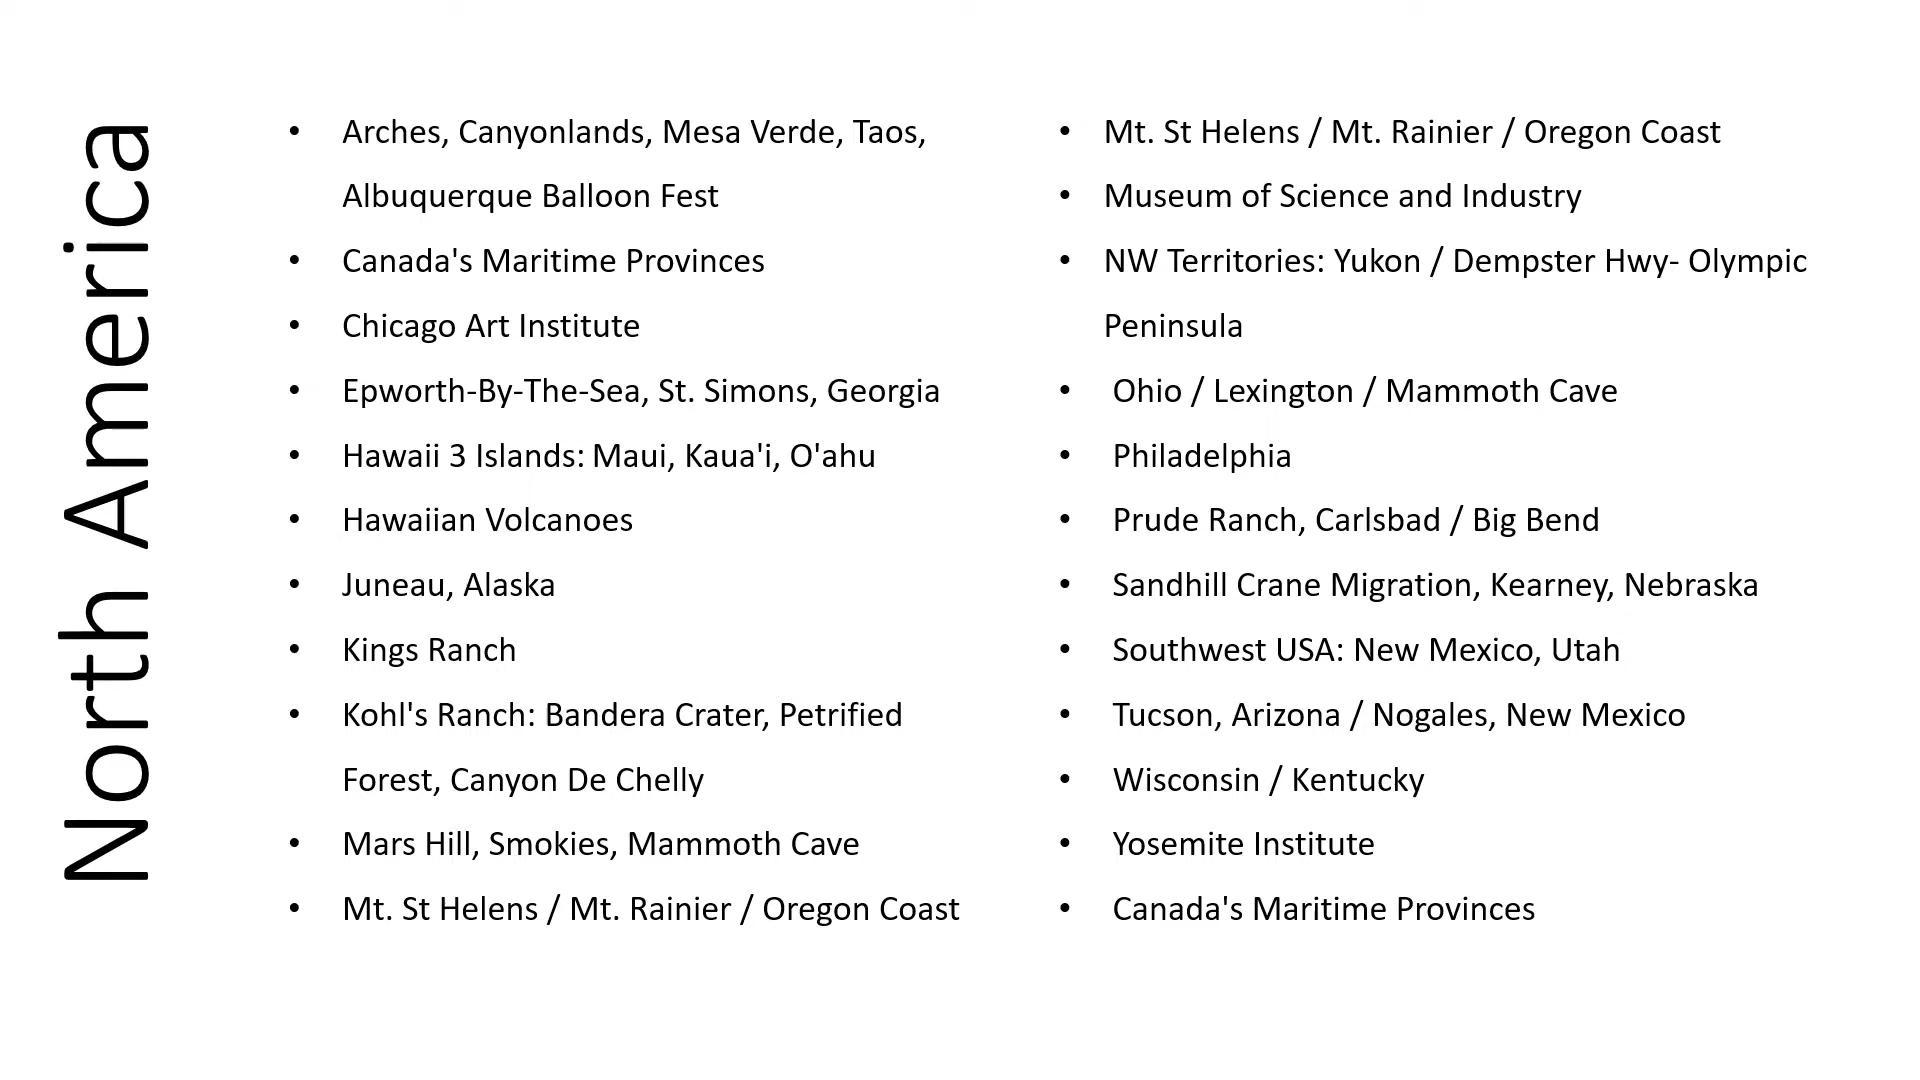 North America
• Arches, Canyonlands, Mesa Verde, Taos,
Albuquerque Balloon Fest
• Canada's Maritime Provinces
• Chicago Art Institute
• Epworth-By-The-Sea, St. Simons, Georgia
• Hawaii 3 Islands: Maui, Kaua'i, O'ahu
• Hawaiian Volcanoes
• Juneau, Alaska
• Kings Ranch
• Kohl's Ranch: Bandera Crater, Petrified
Forest, Canyon De Chelly
• Mars Hill, Smokies, Mammoth Cave
• Mt. St Helens / Mt. Rainier / Oregon Coast
• Mt. St Helens / Mt. Rainier / Oregon Coast
• Museum of Science and Industry
• NW Territories: Yukon / Dempster Hwy- Olympic
Peninsula
• Ohio / Lexington / Mammoth Cave
• Philadelphia
• Prude Ranch, Carlsbad / Big Bend
• Sandhill Crane Migration, Kearney, Nebraska
• Southwest USA: New Mexico, Utah
• Tucson, Arizona / Nogales, New Mexico
• Wisconsin / Kentucky
• Yosemite Institute
• Canada's Maritime Provinces